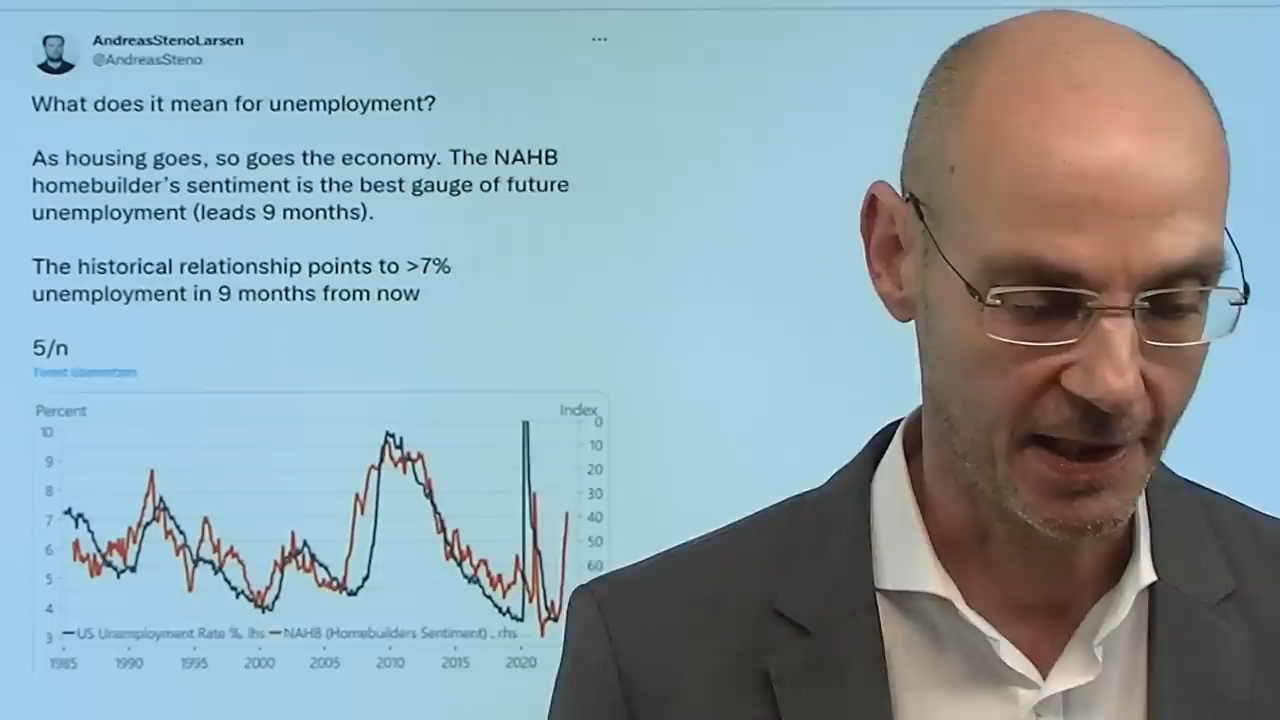 AndreasStenoLarsen
@AndreasSteno
What does it mean for unemployment?
As housing goes, so goes the economy. The NAHB
homebuilder's sentiment is the best gauge of future
unemployment (leads 9 months).
The historical relationship points to >7%
unemployment in 9 months from now
5/n
Tweet übersetzen
Percent Index
10 0
9 10
8 20
7 30
6 40
5 50
4 60
3
US Unemployment Rate %, lhs NAHB (Homebuilders Sentiment), rhs
1985 1990 1995 2000 2005 2010 2015 2020